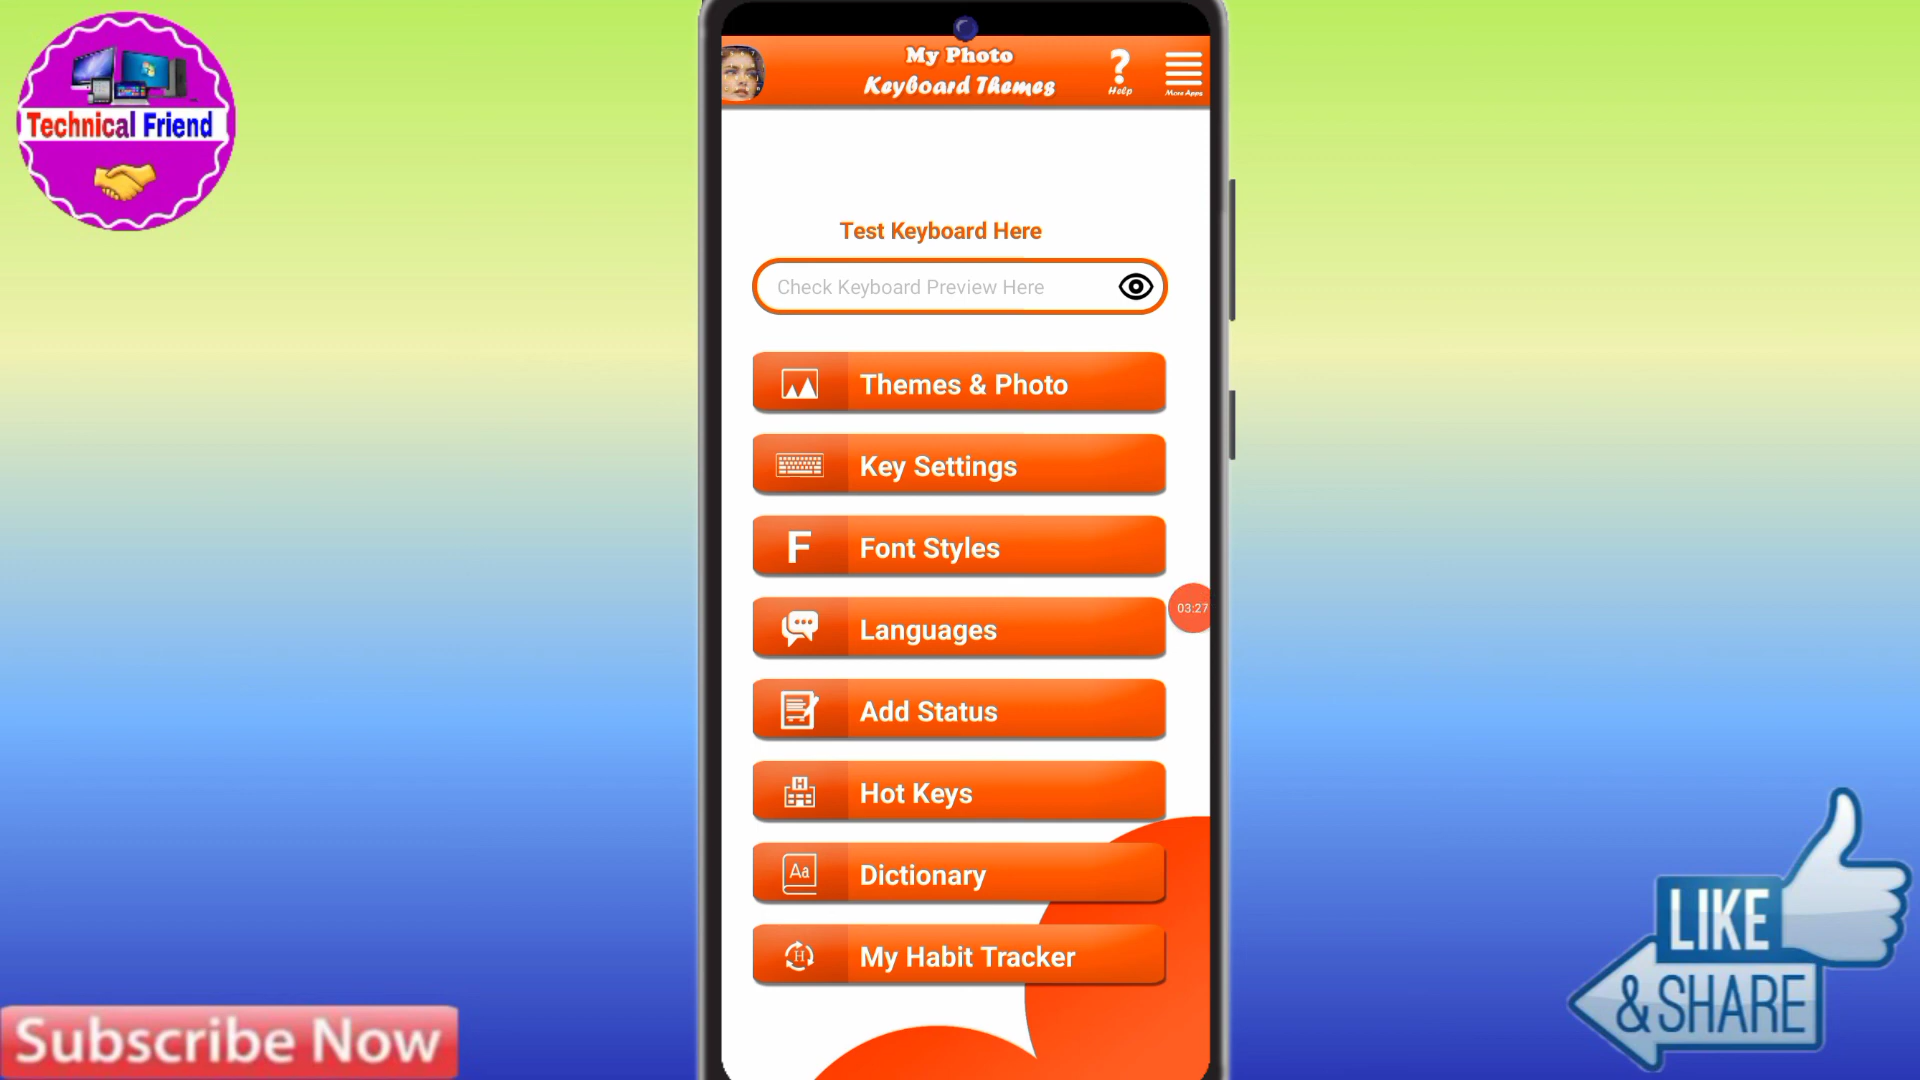 Technical Friend
My Photo
Keyboard Themes
Help
More Apps
Test Keyboard Here
Check Keyboard Preview Here
Themes & Photo
Key Settings
F
Font Styles
Languages
03:27
Add Status
H
Hot Keys
Aa
Dictionary
H
My Habit Tracker
LIKE
& SHARE
Subscribe Now